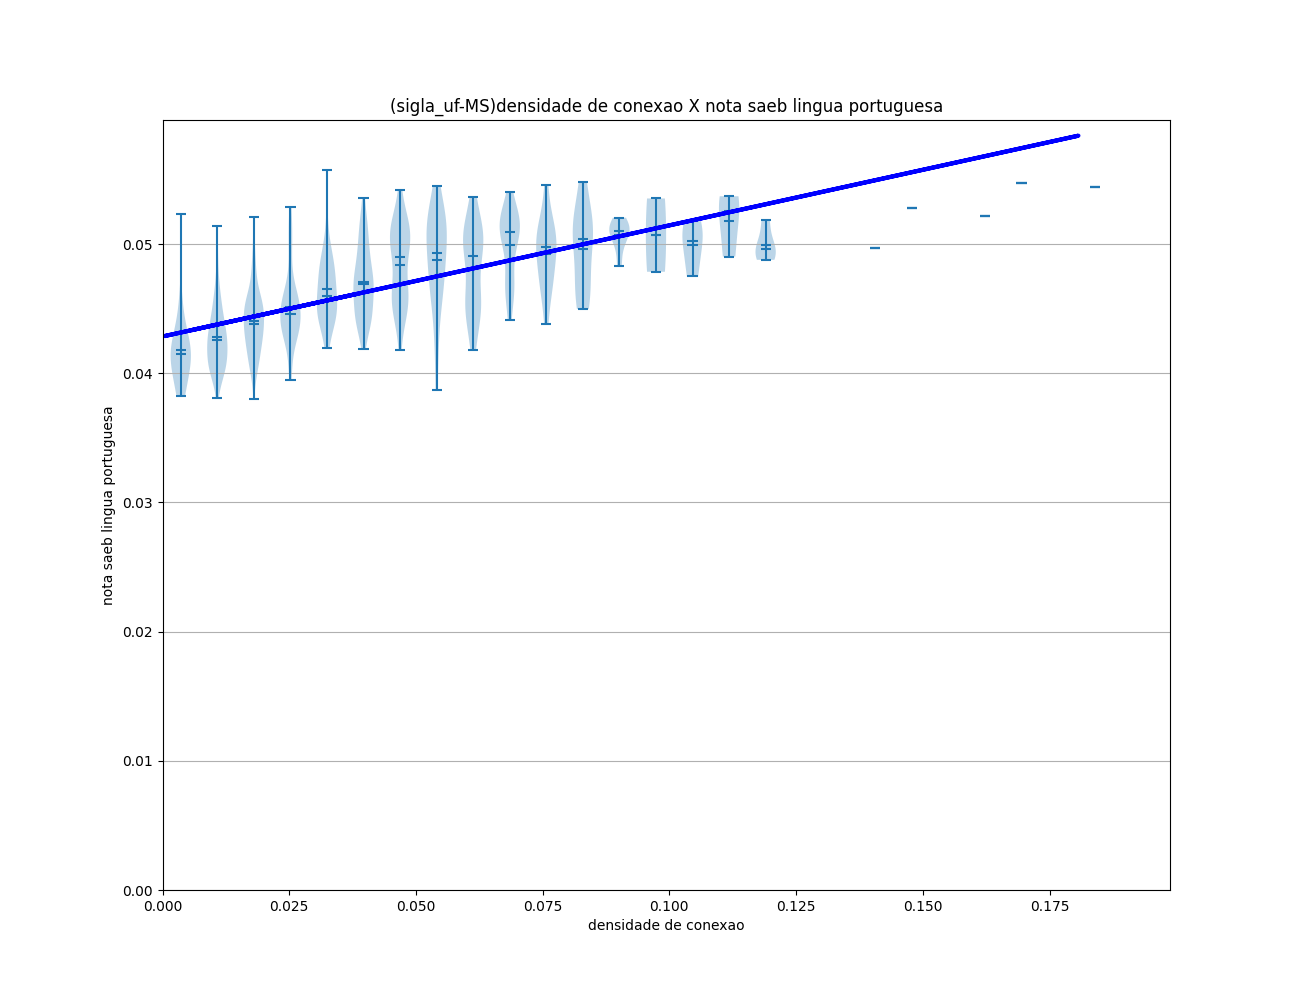 (sigla_uf-MS)densidade de conexao X nota saeb lingua portuguesa
nota saeb lingua portuguesa
0.05
0.04
0.03
0.02
0.01
0.00
0.000 0.025 0.050 0.075 0.100 0.125 0.150 0.175
densidade de conexao